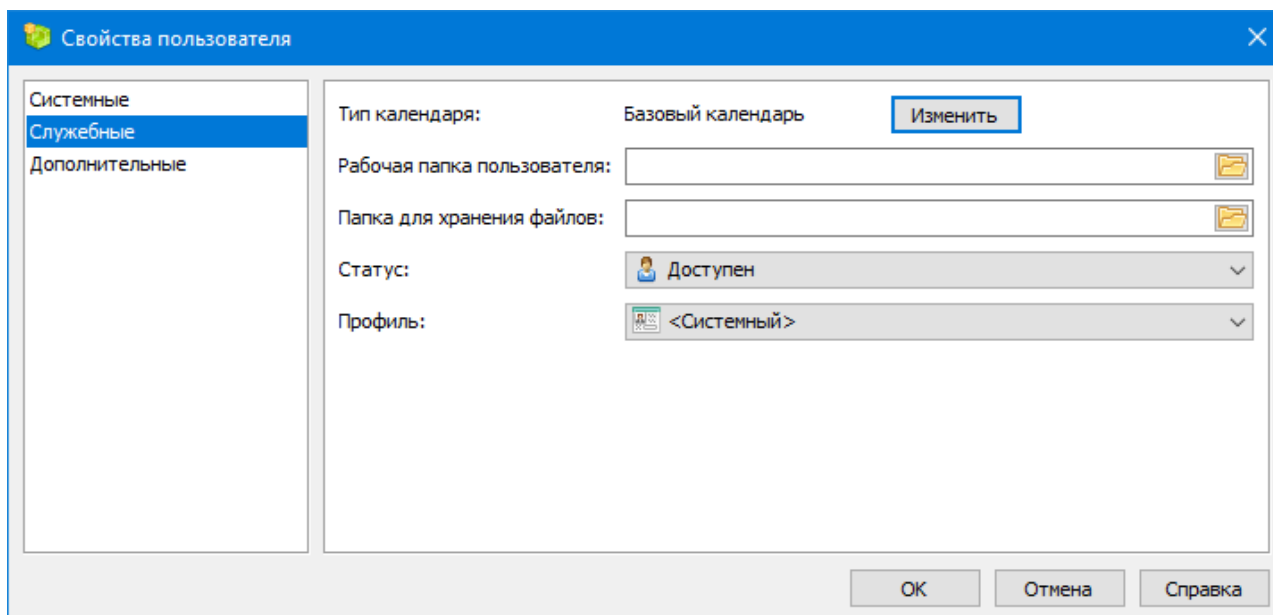 Свойства пользователя
Системные
Служебные
Дополнительные
Тип календаря: Базовый календарь Изменить
Рабочая папка пользователя:
Папка для хранения файлов:
Статус: Доступен
Профиль: <Системный>
ОК Отмена Справка